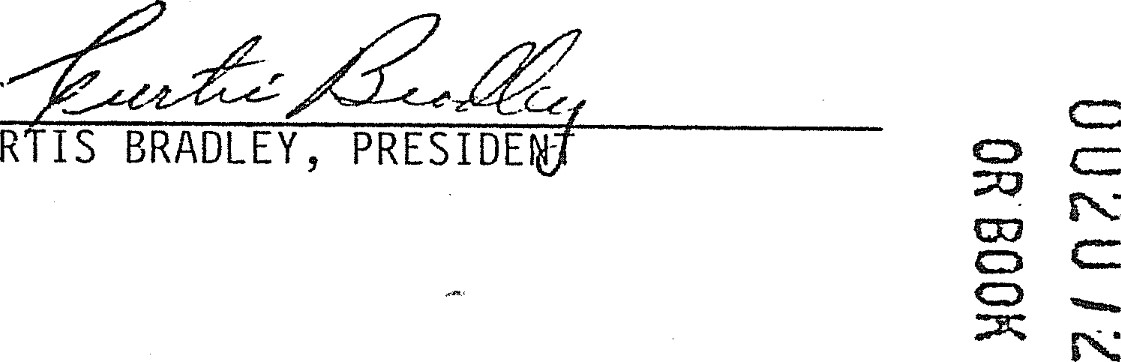 Curtis Bradley
RTIS BRADLEY, PRESIDENT
OR BOOK